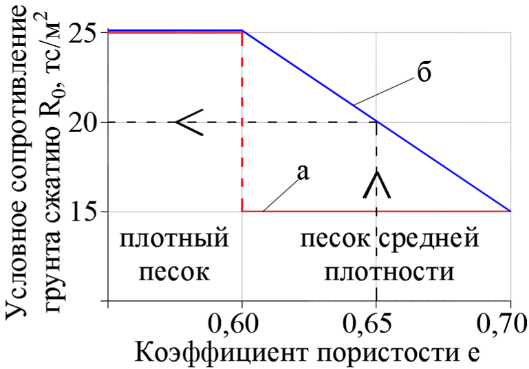 Условное сопротивление
грунта сжатию R₀, тс/м²
25
20
15
б
а
плотный
песок
песок средней
плотности
0,60
0,65
0,70
Коэффициент пористости е